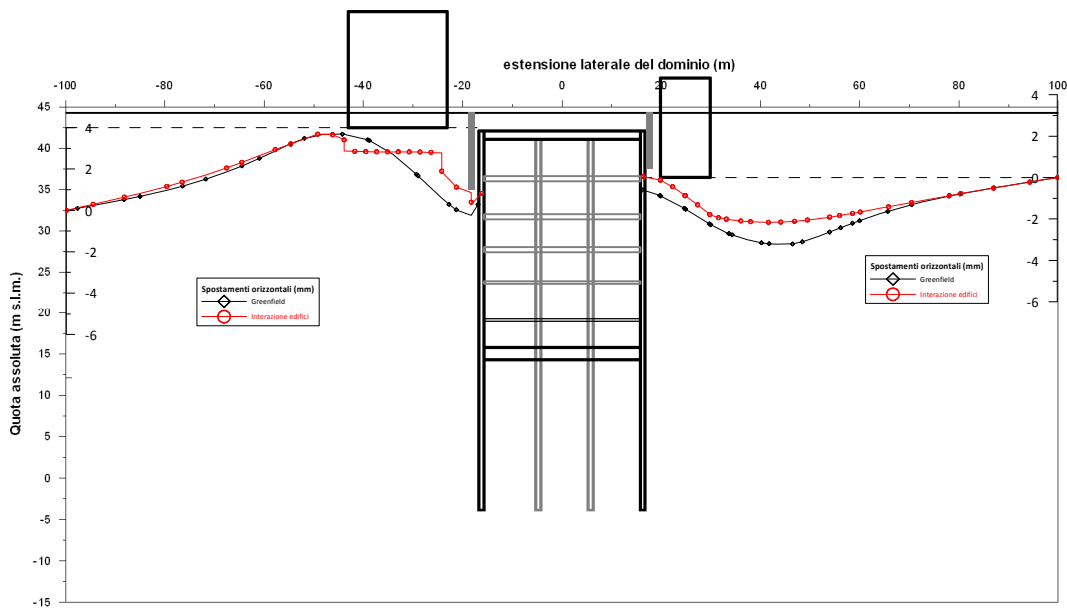 estensione laterale del dominio (m)
-100 -80 -60 -40 -20 0 20 40 60 80 100
Quota assoluta (m s.l.m.)
45
40
35
30
25
20
15
10
5
0
-5
-10
-15
4
2
0
-2
-4
-6
Spostamenti orizzontali (mm)
Greenfield
Interazione edifici
4
2
0
-2
-4
-6
Spostamenti orizzontali (mm)
Greenfield
Interazione edifici